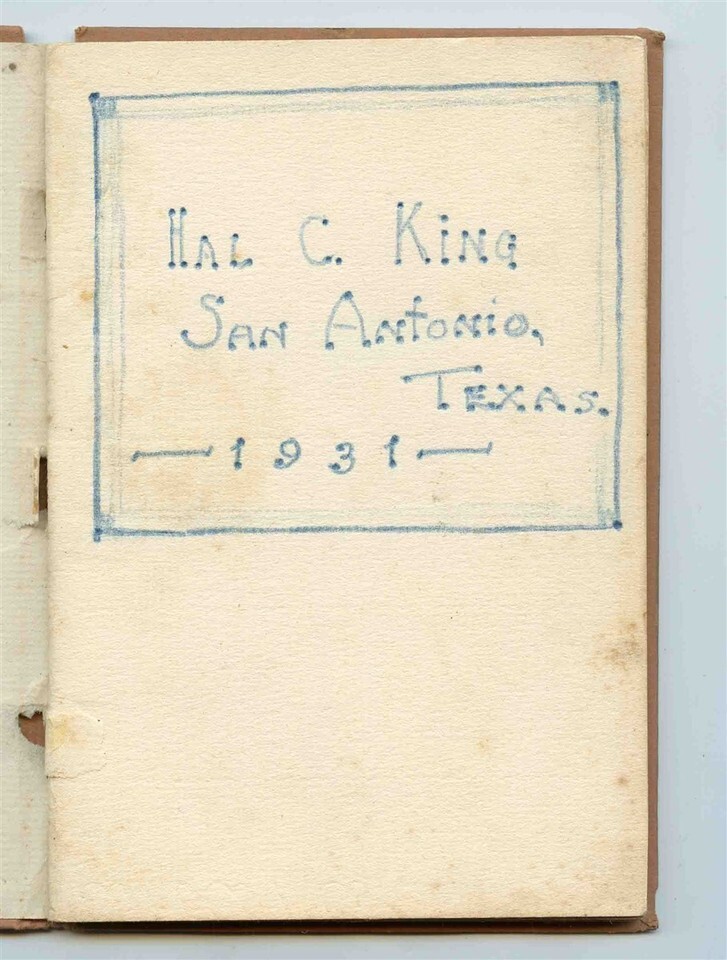 Hal C. King
San Antonio,
Texas.
—1931—